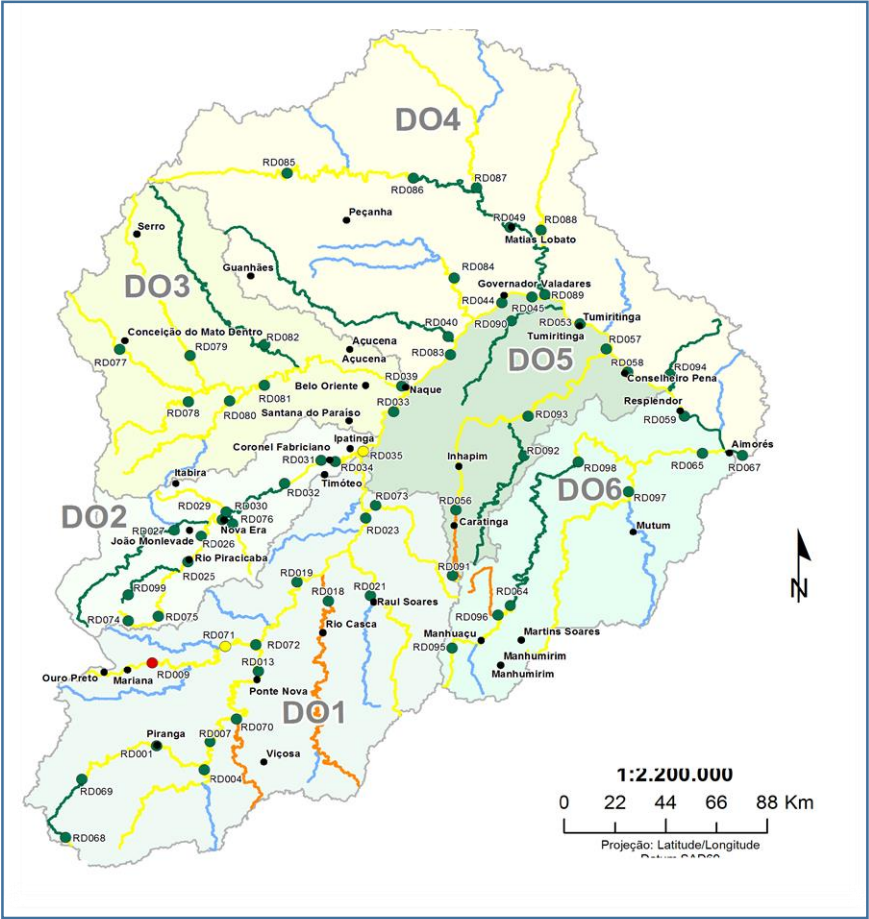 DO4
RD085
RD086
RD087
Peçanha
RD049
RD088
Matias Lobato
Serro
Guanhães
DO3
RD084
Governador Valadares
RD044
RD045
RD089
RD090
RD053
Tumiritinga
Tumiritinga
Conceição do Mato Dentro
RD082
RD040
Açucena
Açucena
RD083
DO5
RD057
RD077
RD079
RD058
RD094
Conselheiro Pena
RD039
Belo Oriente
Naque
RD081
RD078
RD080
RD033
Santana do Paraíso
Resplendor
RD059
RD093
Ipatinga
Coronel Fabriciano
RD035
RD031
RD034
Timóteo
Inhapim
RD092
Aimorés
RD065
RD067
RD098
DO6
Itabira
RD032
RD097
RD029
RD030
RD073
RD056
DO2
RD076
RD027
Nova Era
RD023
Caratinga
Mutum
João Monlevade
RD026
Rio Piracicaba
RD025
RD019
RD091
RD099
RD018
RD021
Raul Soares
RD064
RD074
RD075
RD096
Rio Casca
RD071
RD072
Manhuaçu
Martins Soares
RD095
Manhumirim
Manhumirim
RD013
Ouro Preto
Mariana
RD009
Ponte Nova
DO1
RD070
Piranga
RD007
RD001
Viçosa
RD004
RD069
RD068
N
1:2.200.000
0 22 44 66 88 Km
Projeção: Latitude/Longitude
Datum SAD69